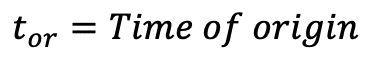 t_or = Time of origin